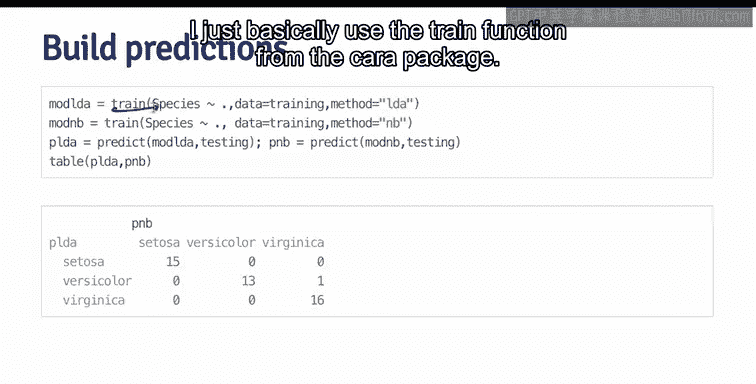 I just basically use the train function
from the cara package.
Build predictions
modlda = train(Species ~ .,data=training,method="lda")
modnb = train(Species ~ ., data=training,method="nb")
plda = predict(modlda,testing); pnb = predict(modnb,testing)
table(plda,pnb)
pnb
plda setosa versicolor virginica
setosa 15 0 0
versicolor 0 13 1
virginica 0 0 16